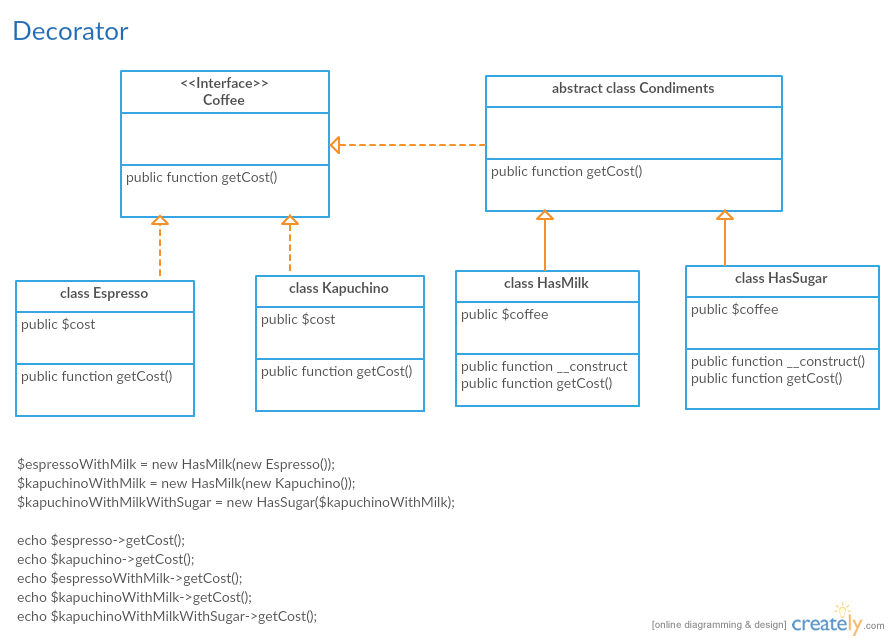 Decorator
<<Interface>>
Coffee
public function getCost()
abstract class Condiments
public function getCost()
class Espresso
public $cost
public function getCost()
class Kapuchino
public $cost
public function getCost()
class HasMilk
public $coffee
public function __construct
public function getCost()
class HasSugar
public $coffee
public function __construct()
public function getCost()
$espressoWithMilk = new HasMilk(new Espresso());
$kapuchinoWithMilk = new HasMilk(new Kapuchino());
$kapuchinoWithMilkWithSugar = new HasSugar($kapuchinoWithMilk);
echo $espresso->getCost();
echo $kapuchino->getCost();
echo $espressoWithMilk->getCost();
echo $kapuchinoWithMilk->getCost();
echo $kapuchinoWithMilkWithSugar->getCost();
[online diagramming & design] creately.com